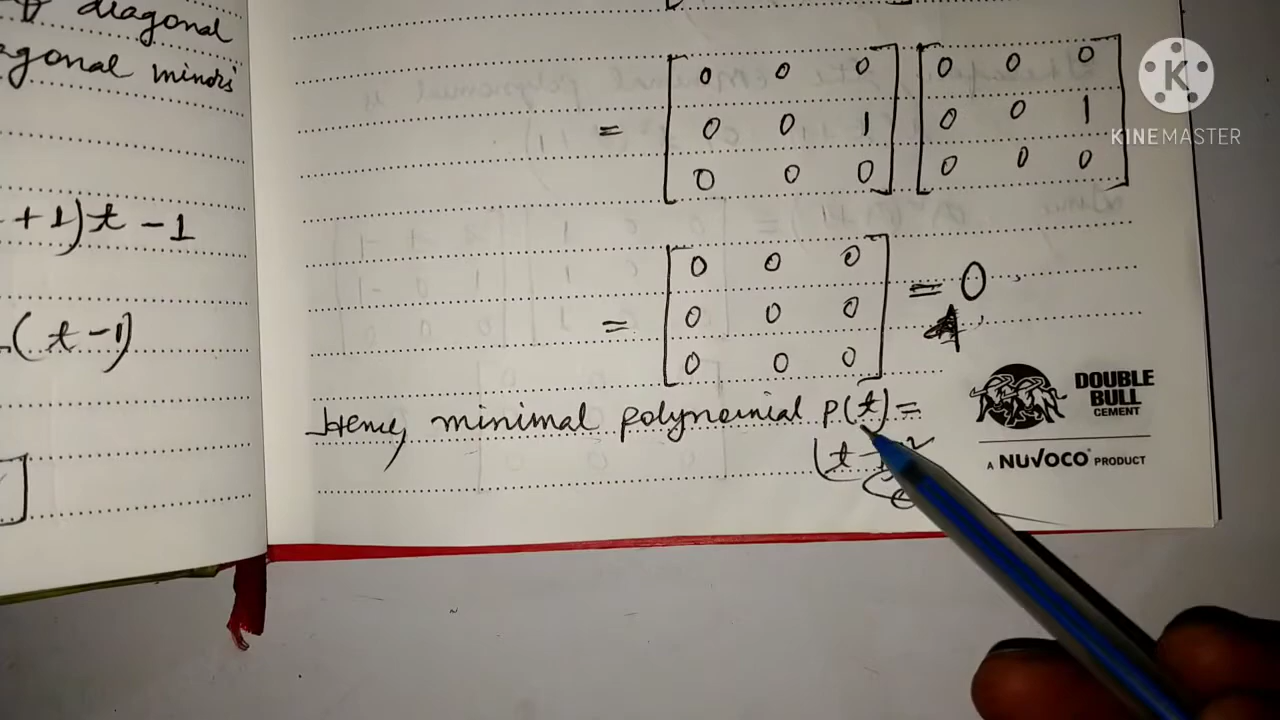 diagonal
agonal minors
+1)t - 1
(t-1)
0 0 0 0 0 0
= 0 0 1 0 0 1
0 0 0 0 0 0
0 0 0
= 0 0 0 = 0
0 0 0
Hence, minimal polynomial P(t) =
(t -
KINEMASTER
DOUBLE
BULL
CEMENT
A NUVOCO PRODUCT